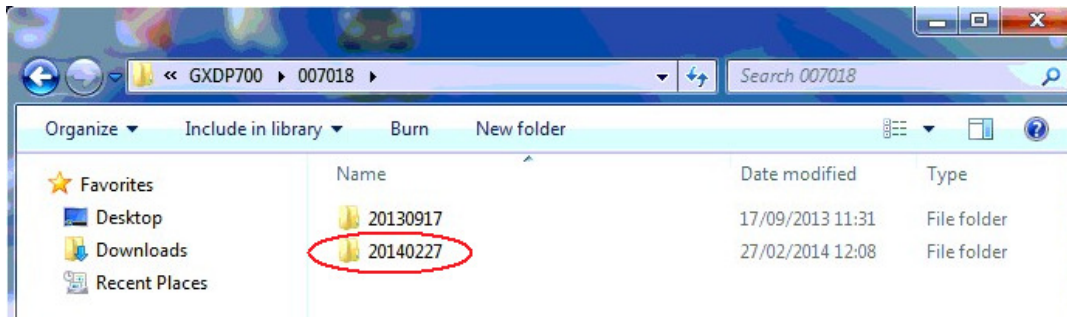 « GXDP700 ▸ 007018 ▸ Search 007018
Organize ▾ Include in library ▾ Burn New folder
Favorites
Desktop
Downloads
Recent Places
Name Date modified Type
20130917 17/09/2013 11:31 File folder
20140227 27/02/2014 12:08 File folder